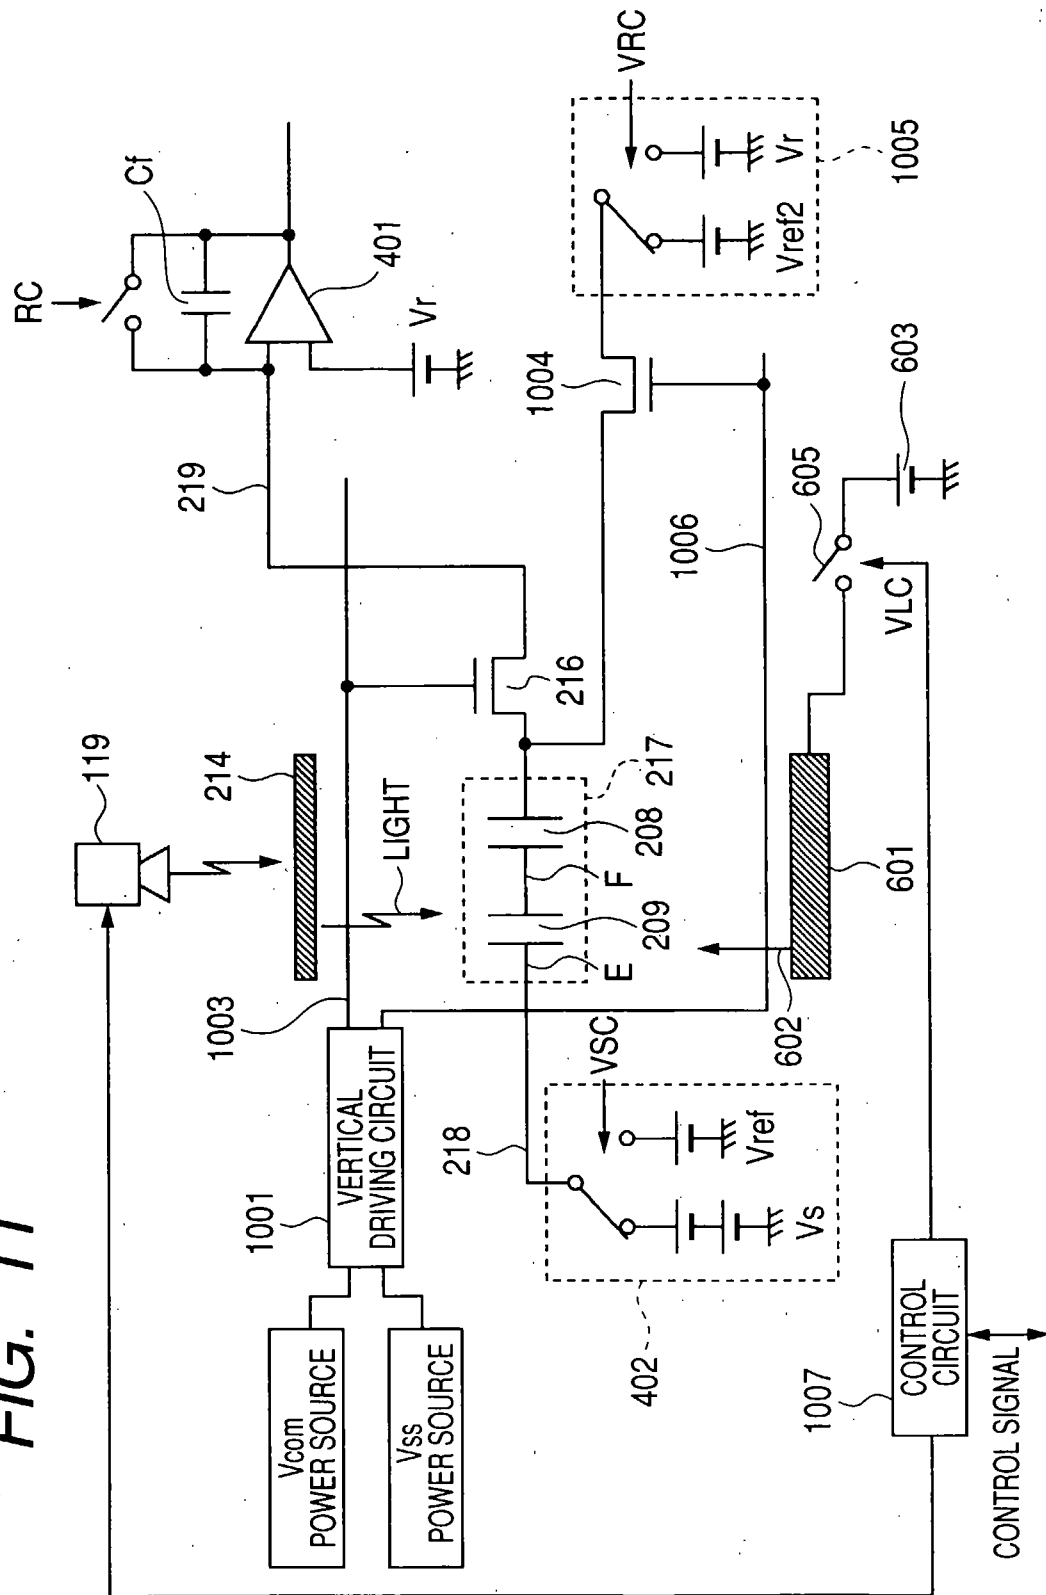 FIG. 11
119
RC
Cf
401
Vr
219
214
LIGHT
1003
216
217
208
F
209
E
1001
VERTICAL
DRIVING CIRCUIT
Vcom
POWER SOURCE
Vss
POWER SOURCE
218
VSC
Vs
Vref
402
1004
VRC
Vref2
Vr
1005
1006
602
601
605
603
VLC
1007
CONTROL
CIRCUIT
CONTROL SIGNAL